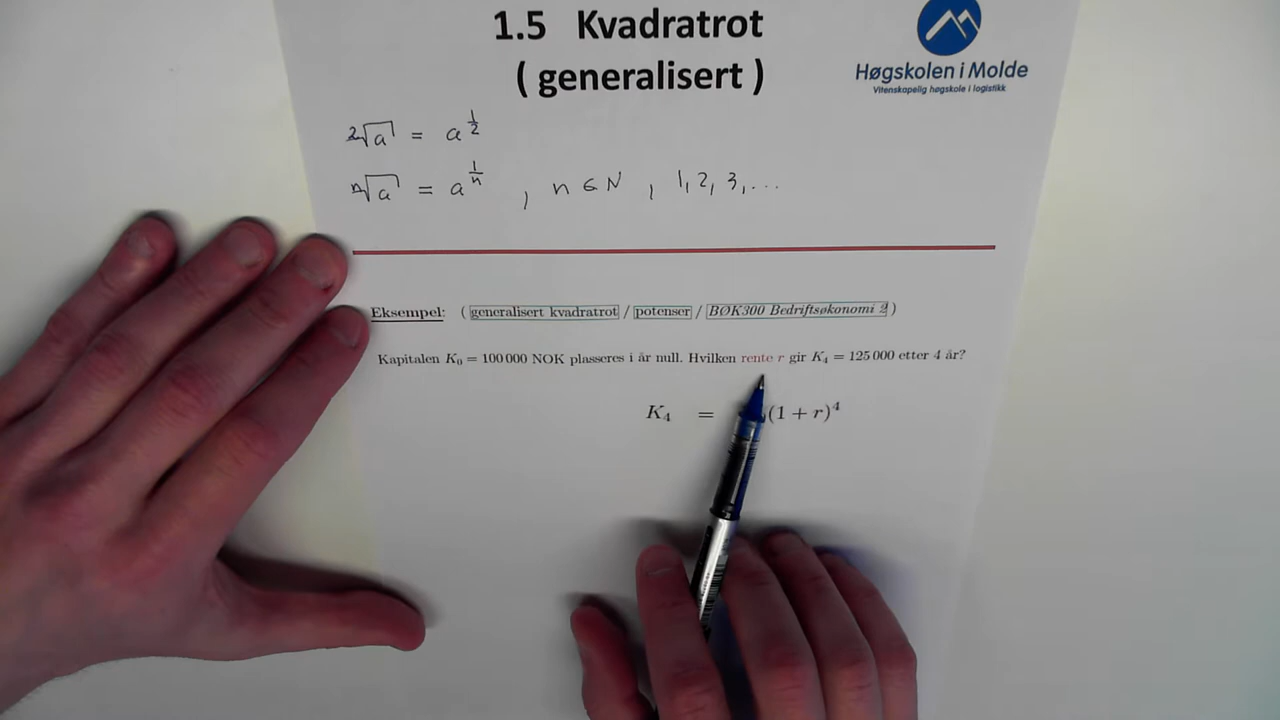 1.5 Kvadratrot
( generalisert )
Høgskolen i Molde
Vitenskapelig høgskole i logistikk
²√a = a^(1/2)
ⁿ√a = a^(1/n) , n ∈ N , 1, 2, 3, ...
Eksempel: ( generalisert kvadratrot / potenser / BØK300 Bedriftsøkonomi 2 )
Kapitalen K₀ = 100 000 NOK plasseres i år null. Hvilken rente r gir K₄ = 125 000 etter 4 år?
K₄ = (1 + r)⁴